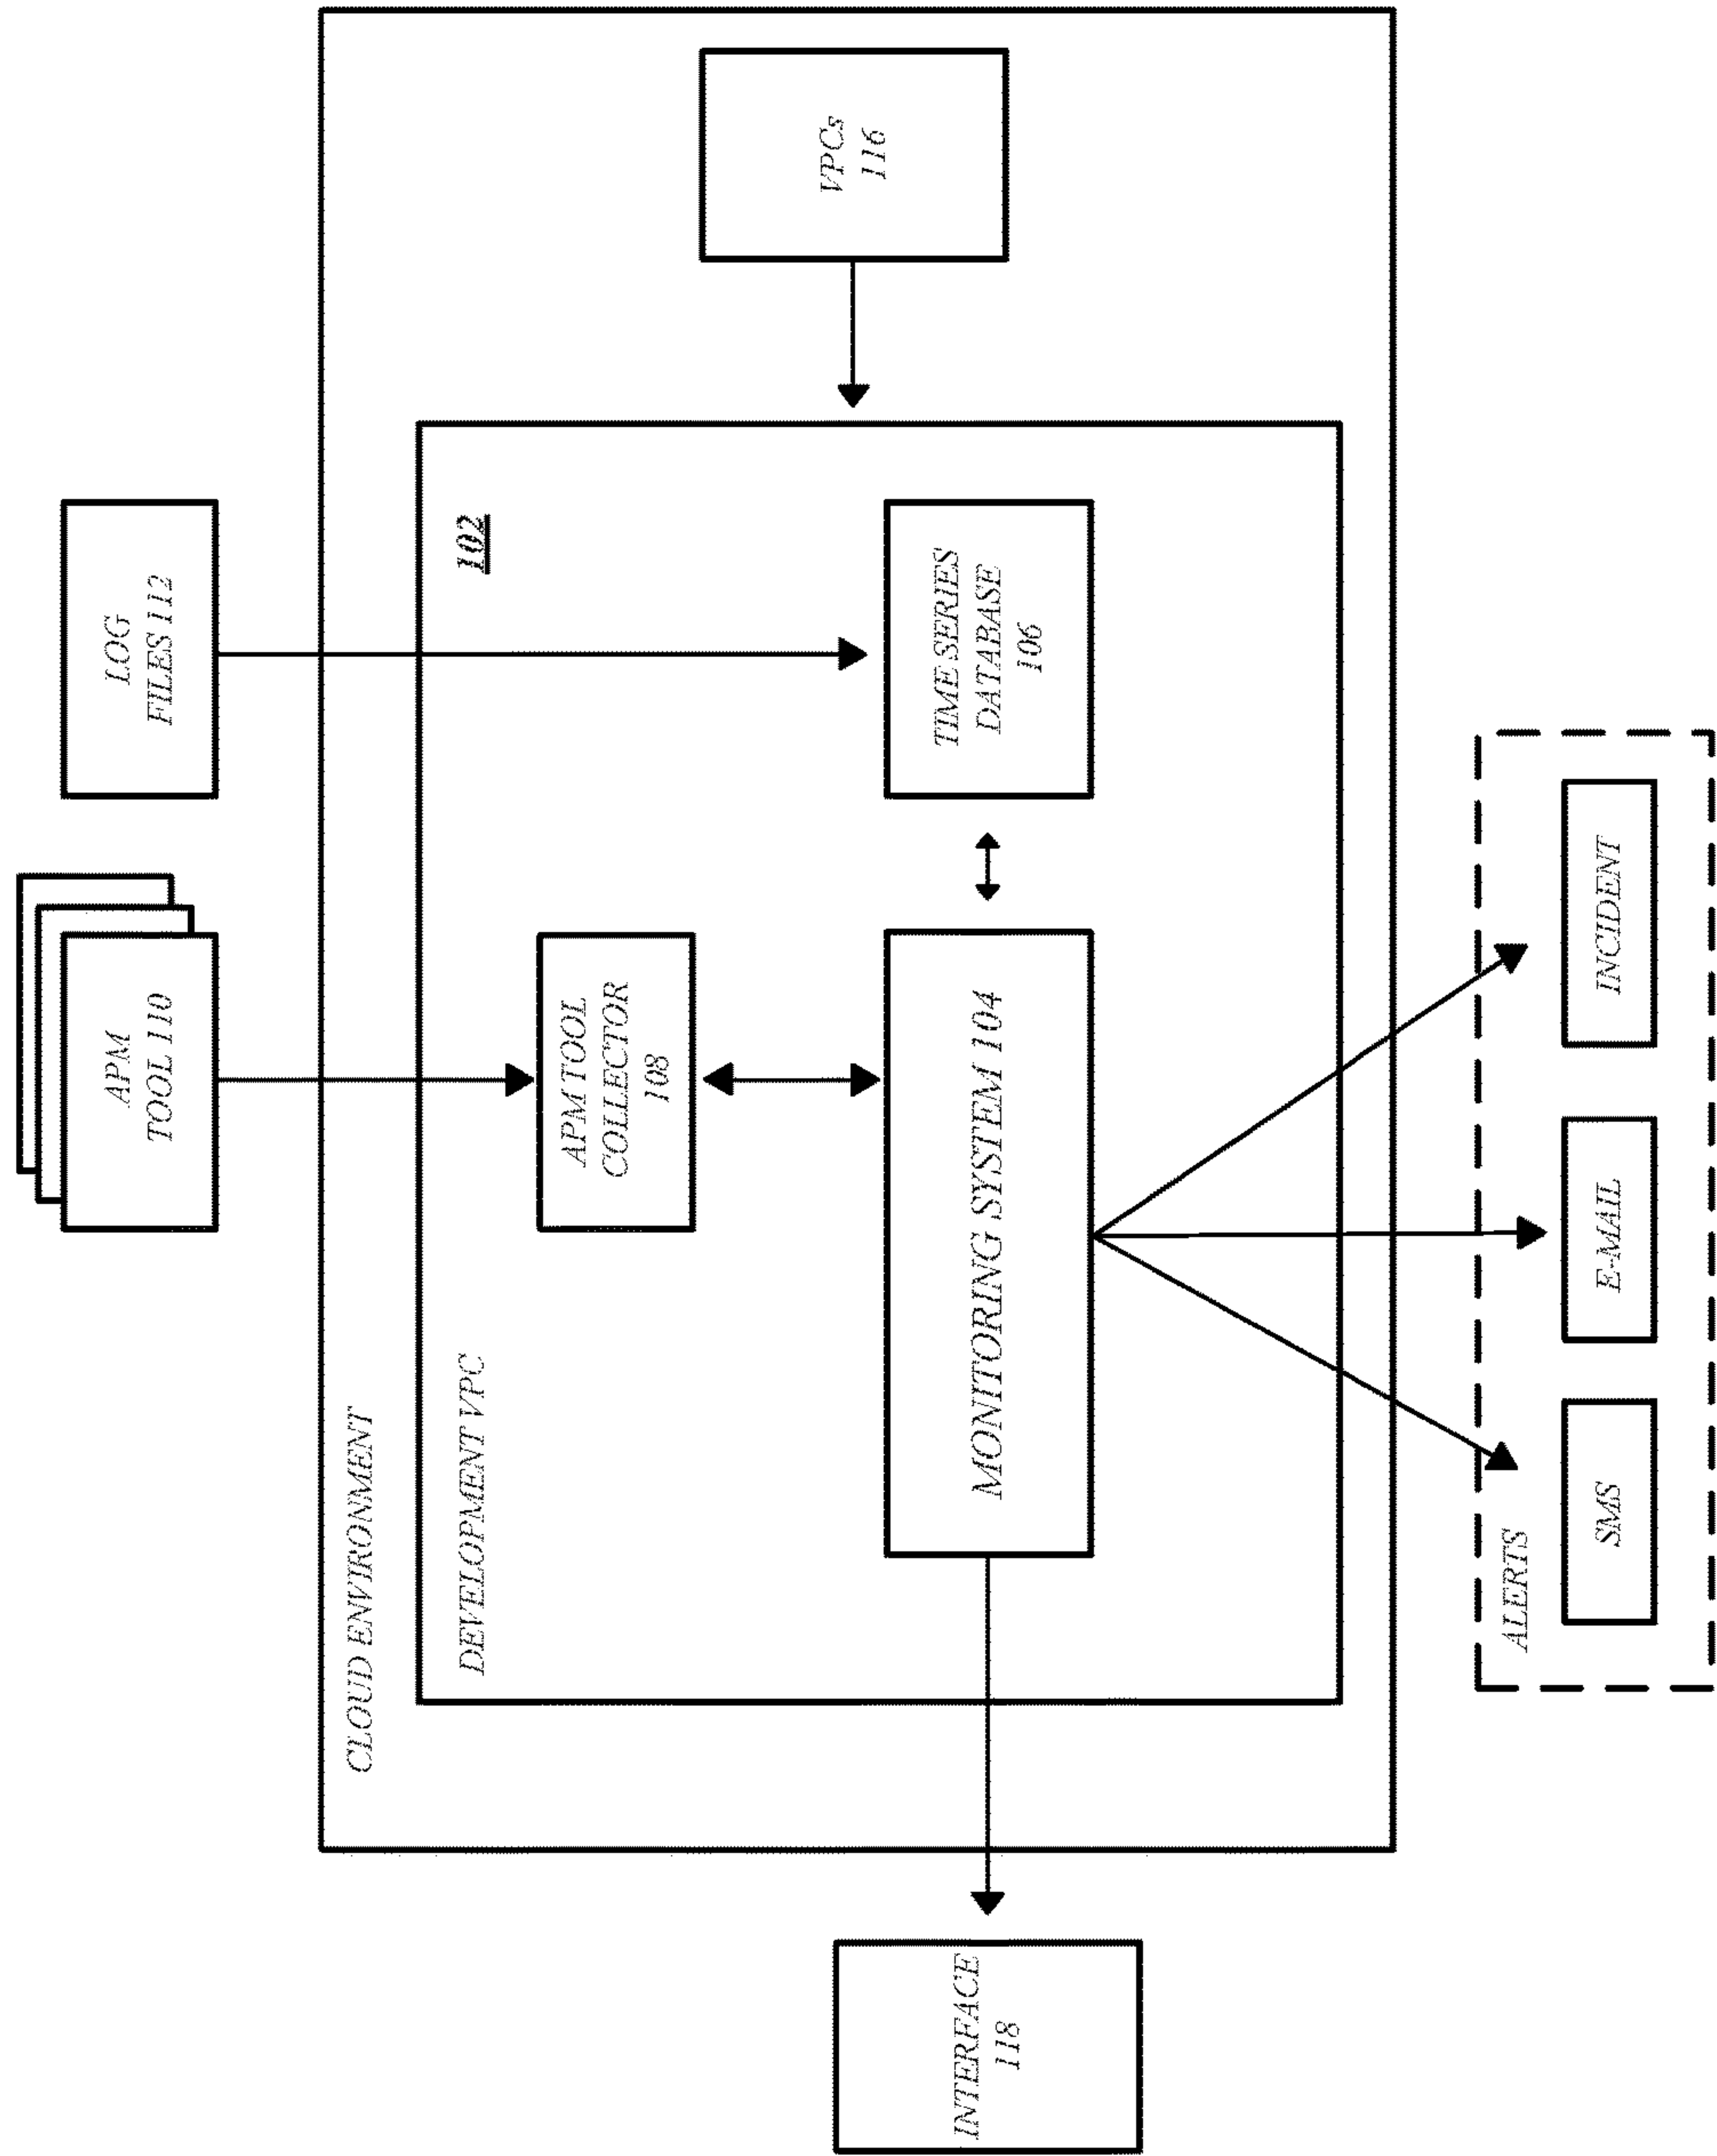 APM
TOOL 110
LOG
FILES 112
CLOUD ENVIRONMENT
DEVELOPMENT VPC
102
APM TOOL
COLLECTOR
108
VPCs
116
INTERFACE
118
MONITORING SYSTEM 104
TIME SERIES
DATABASE
106
ALERTS
SMS
E-MAIL
INCIDENT